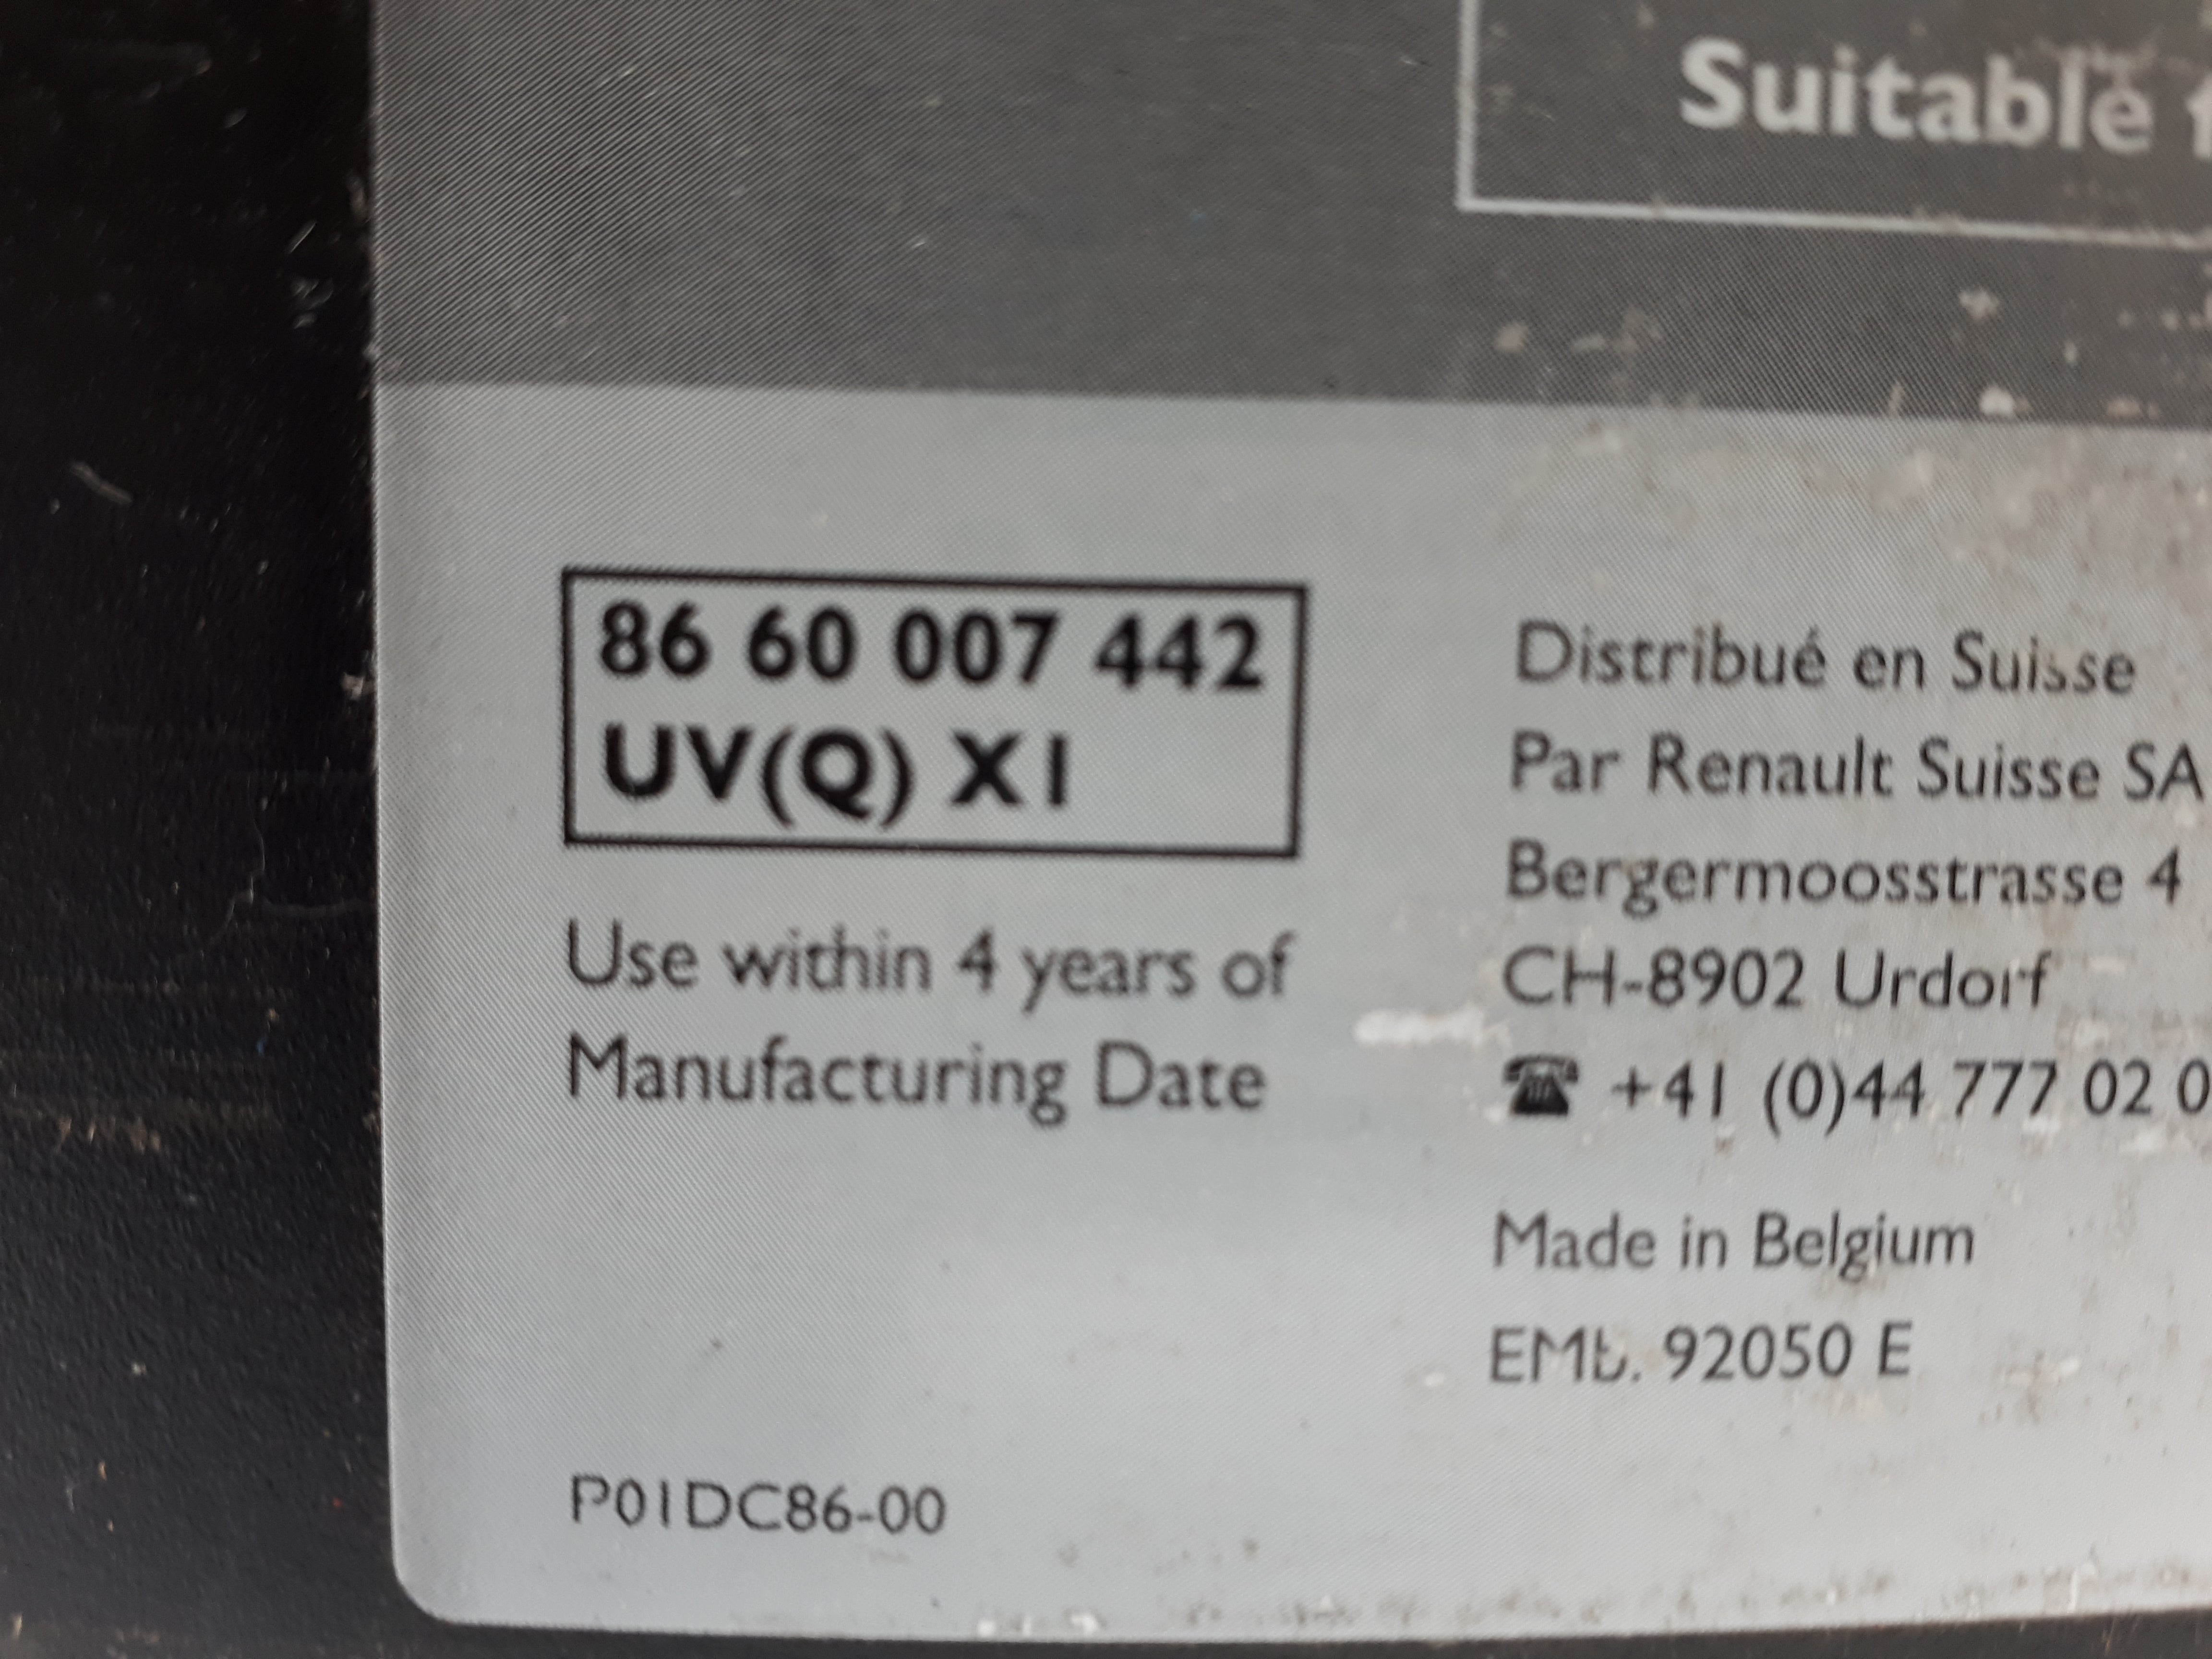 Suitable
86 60 007 442
UV(Q) X1
Use within 4 years of
Manufacturing Date
Distribué en Suisse
Par Renault Suisse SA
Bergermoosstrasse 4
CH-8902 Urdorf
☎ +41 (0)44 777 02 0
Made in Belgium
EMb. 92050 E
P01DC86-00